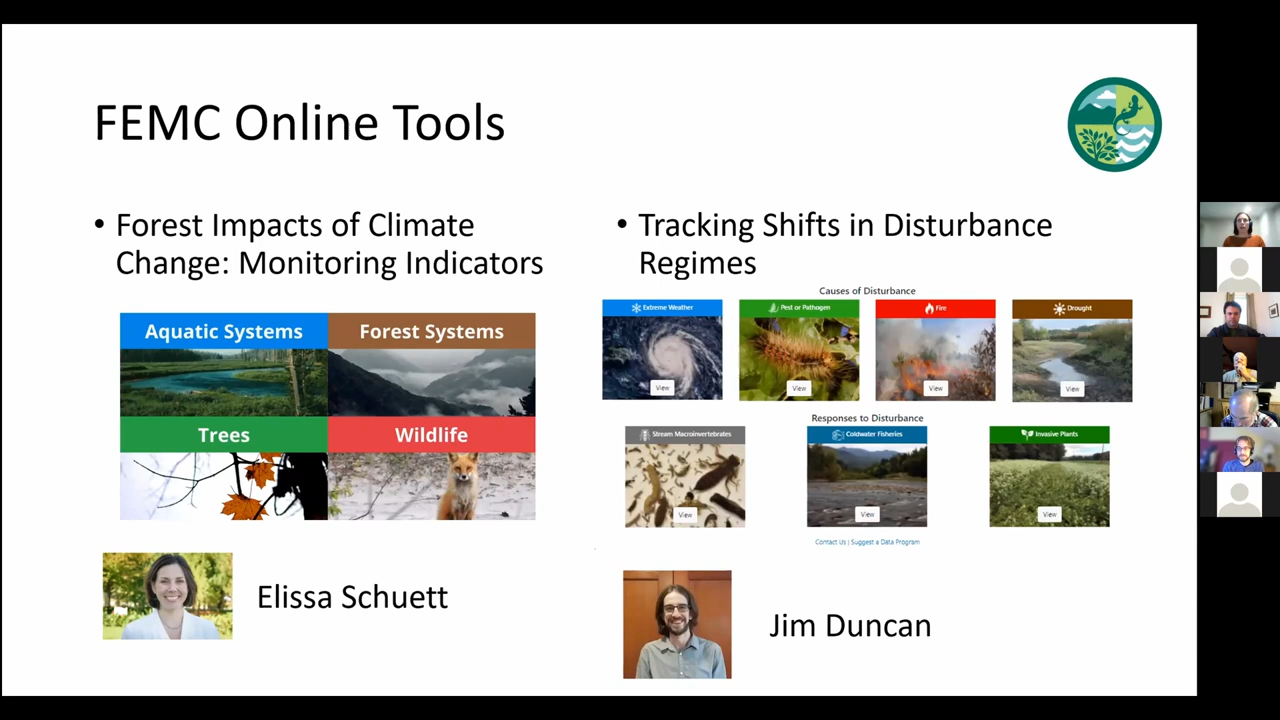 FEMC Online Tools
• Forest Impacts of Climate
Change: Monitoring Indicators
Aquatic Systems
Forest Systems
Trees
Wildlife
Elissa Schuett
• Tracking Shifts in Disturbance
Regimes
Causes of Disturbance
Extreme Weather
Pest or Pathogen
Fire
Drought
View
View
View
View
Responses to Disturbance
Stream Macroinvertebrates
Coldwater Fisheries
Invasive Plants
View
View
View
Contact Us | Suggest a Data Program
Jim Duncan